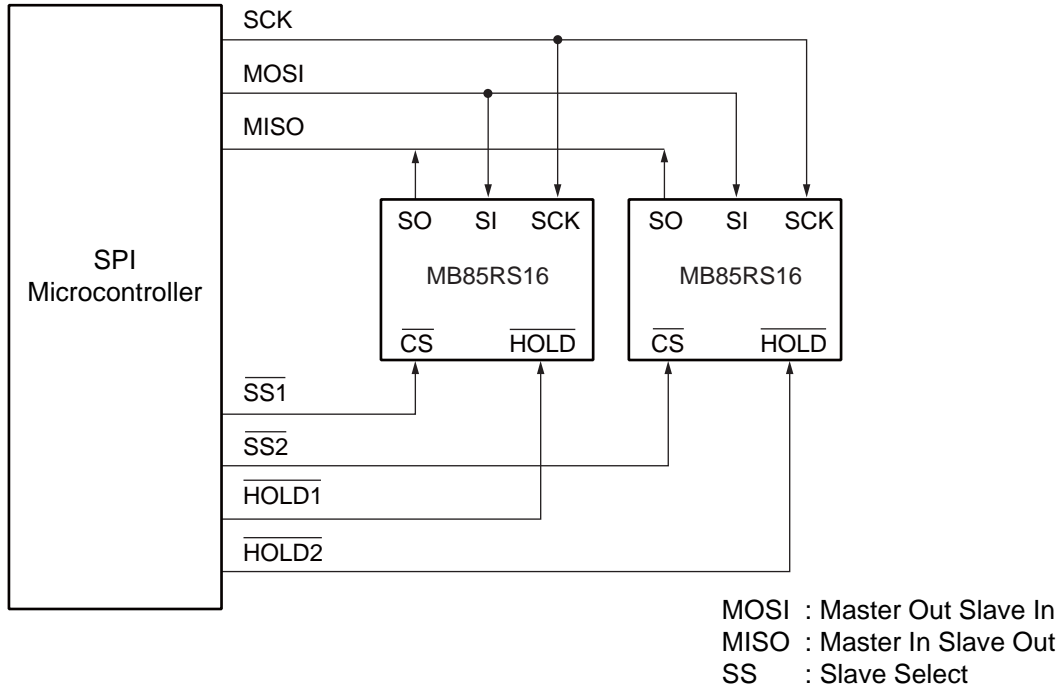 SCK
MOSI
MISO
SPI
Microcontroller
SO SI SCK
MB85RS16
CS HOLD
SO SI SCK
MB85RS16
CS HOLD
SS1
SS2
HOLD1
HOLD2
MOSI : Master Out Slave In
MISO : Master In Slave Out
SS : Slave Select